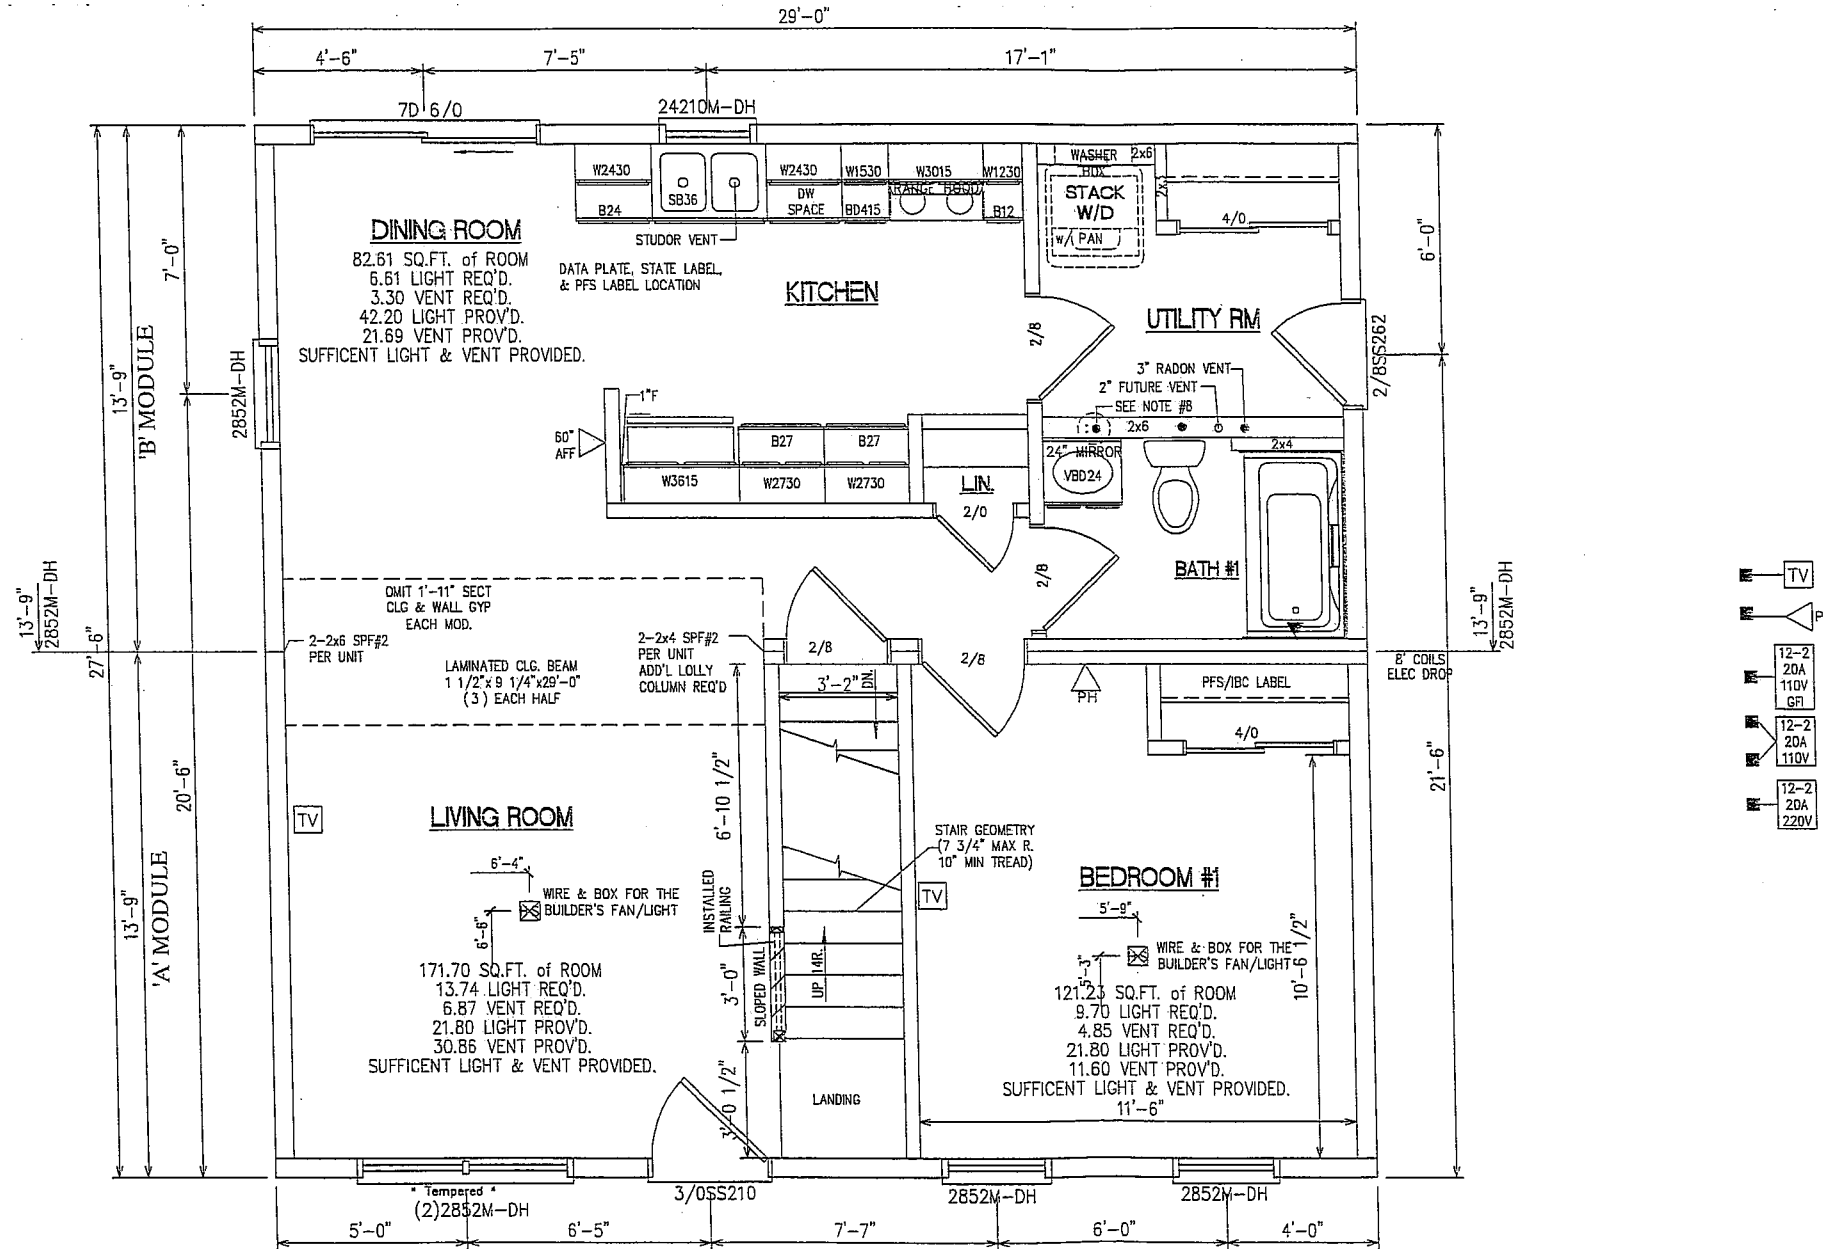 29'-0"
4'-6"
7'-5"
17'-1"
7D 6/0
24210M-DH
W2430
W2430
W1530
W3015
W1230
WASHER
BOX
2x6
RANGE HOOD
SB36
DW
SPACE
B24
BD415
B12
STACK
W/D
w/ PAN
4/0
STUDOR VENT
DINING ROOM
82.61 SQ.FT. of ROOM
6.61 LIGHT REQ'D.
3.30 VENT REQ'D.
42.20 LIGHT PROV'D.
21.69 VENT PROV'D.
SUFFICENT LIGHT & VENT PROVIDED.
DATA PLATE, STATE LABEL,
& PFS LABEL LOCATION
KITCHEN
UTILITY RM
2/8
2/8SS262
6'-0"
7'-0"
13'-9"
'B' MODULE
2852M-DH
3" RADON VENT
2" FUTURE VENT
SEE NOTE #8
2x6
2x4
1"F
60"
AFF
B27
B27
W3615
W2730
W2730
LIN.
2/0
24" MIRROR
VBD24
BATH #1
2/8
13'-9"
2852M-DH
27'-6"
OMIT 1'-11" SECT
CLG & WALL GYP
EACH MOD.
2-2x6 SPF#2
PER UNIT
LAMINATED CLG. BEAM
1 1/2"x 9 1/4"x29'-0"
(3) EACH HALF
2-2x4 SPF#2
PER UNIT
ADD'L LOLLY
COLUMN REQ'D
2/8
2/8
3'-2"
DN.
PH
PFS/IBC LABEL
4/0
8' COILS
ELEC DROP
13'-9"
2852M-DH
21'-6"
20'-6"
13'-9"
'A' MODULE
TV
LIVING ROOM
6'-4"
6'-6"
WIRE & BOX FOR THE
BUILDER'S FAN/LIGHT
171.70 SQ.FT. of ROOM
13.74 LIGHT REQ'D.
6.87 VENT REQ'D.
21.80 LIGHT PROV'D.
30.86 VENT PROV'D.
SUFFICENT LIGHT & VENT PROVIDED.
6'-10 1/2"
INSTALLED
RAILING
3'-0"
SLOPED WALL
UP 14R.
3'-0 1/2"
LANDING
STAIR GEOMETRY
(7 3/4" MAX R.
10" MIN TREAD)
TV
BEDROOM #1
5'-9"
5'-3"
WIRE & BOX FOR THE
BUILDER'S FAN/LIGHT
121.23 SQ.FT. of ROOM
9.70 LIGHT REQ'D.
4.85 VENT REQ'D.
21.80 LIGHT PROV'D.
11.60 VENT PROV'D.
SUFFICENT LIGHT & VENT PROVIDED.
11'-6"
10'-6 1/2"
* Tempered *
(2)2852M-DH
3/0SS210
2852M-DH
2852M-DH
5'-0"
6'-5"
7'-7"
6'-0"
4'-0"
TV
P
12-2
20A
110V
GFI
12-2
20A
110V
12-2
20A
220V